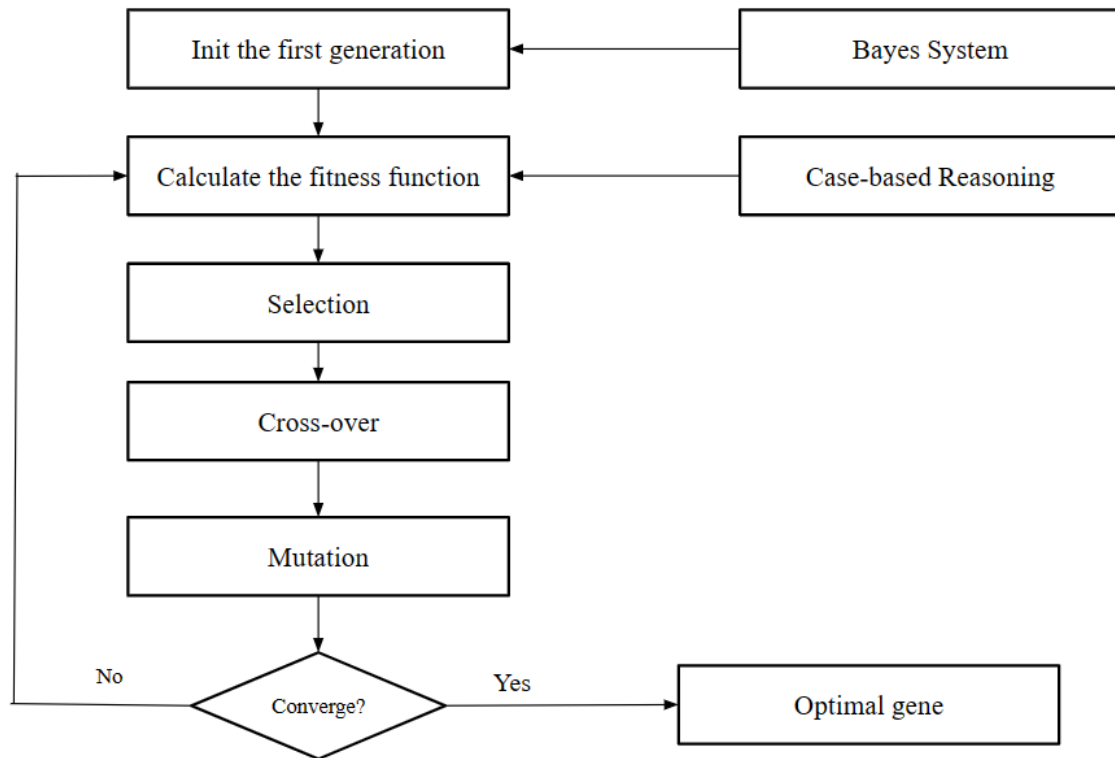 Init the first generation
Bayes System
Calculate the fitness function
Case-based Reasoning
Selection
Cross-over
Mutation
No
Converge?
Yes
Optimal gene